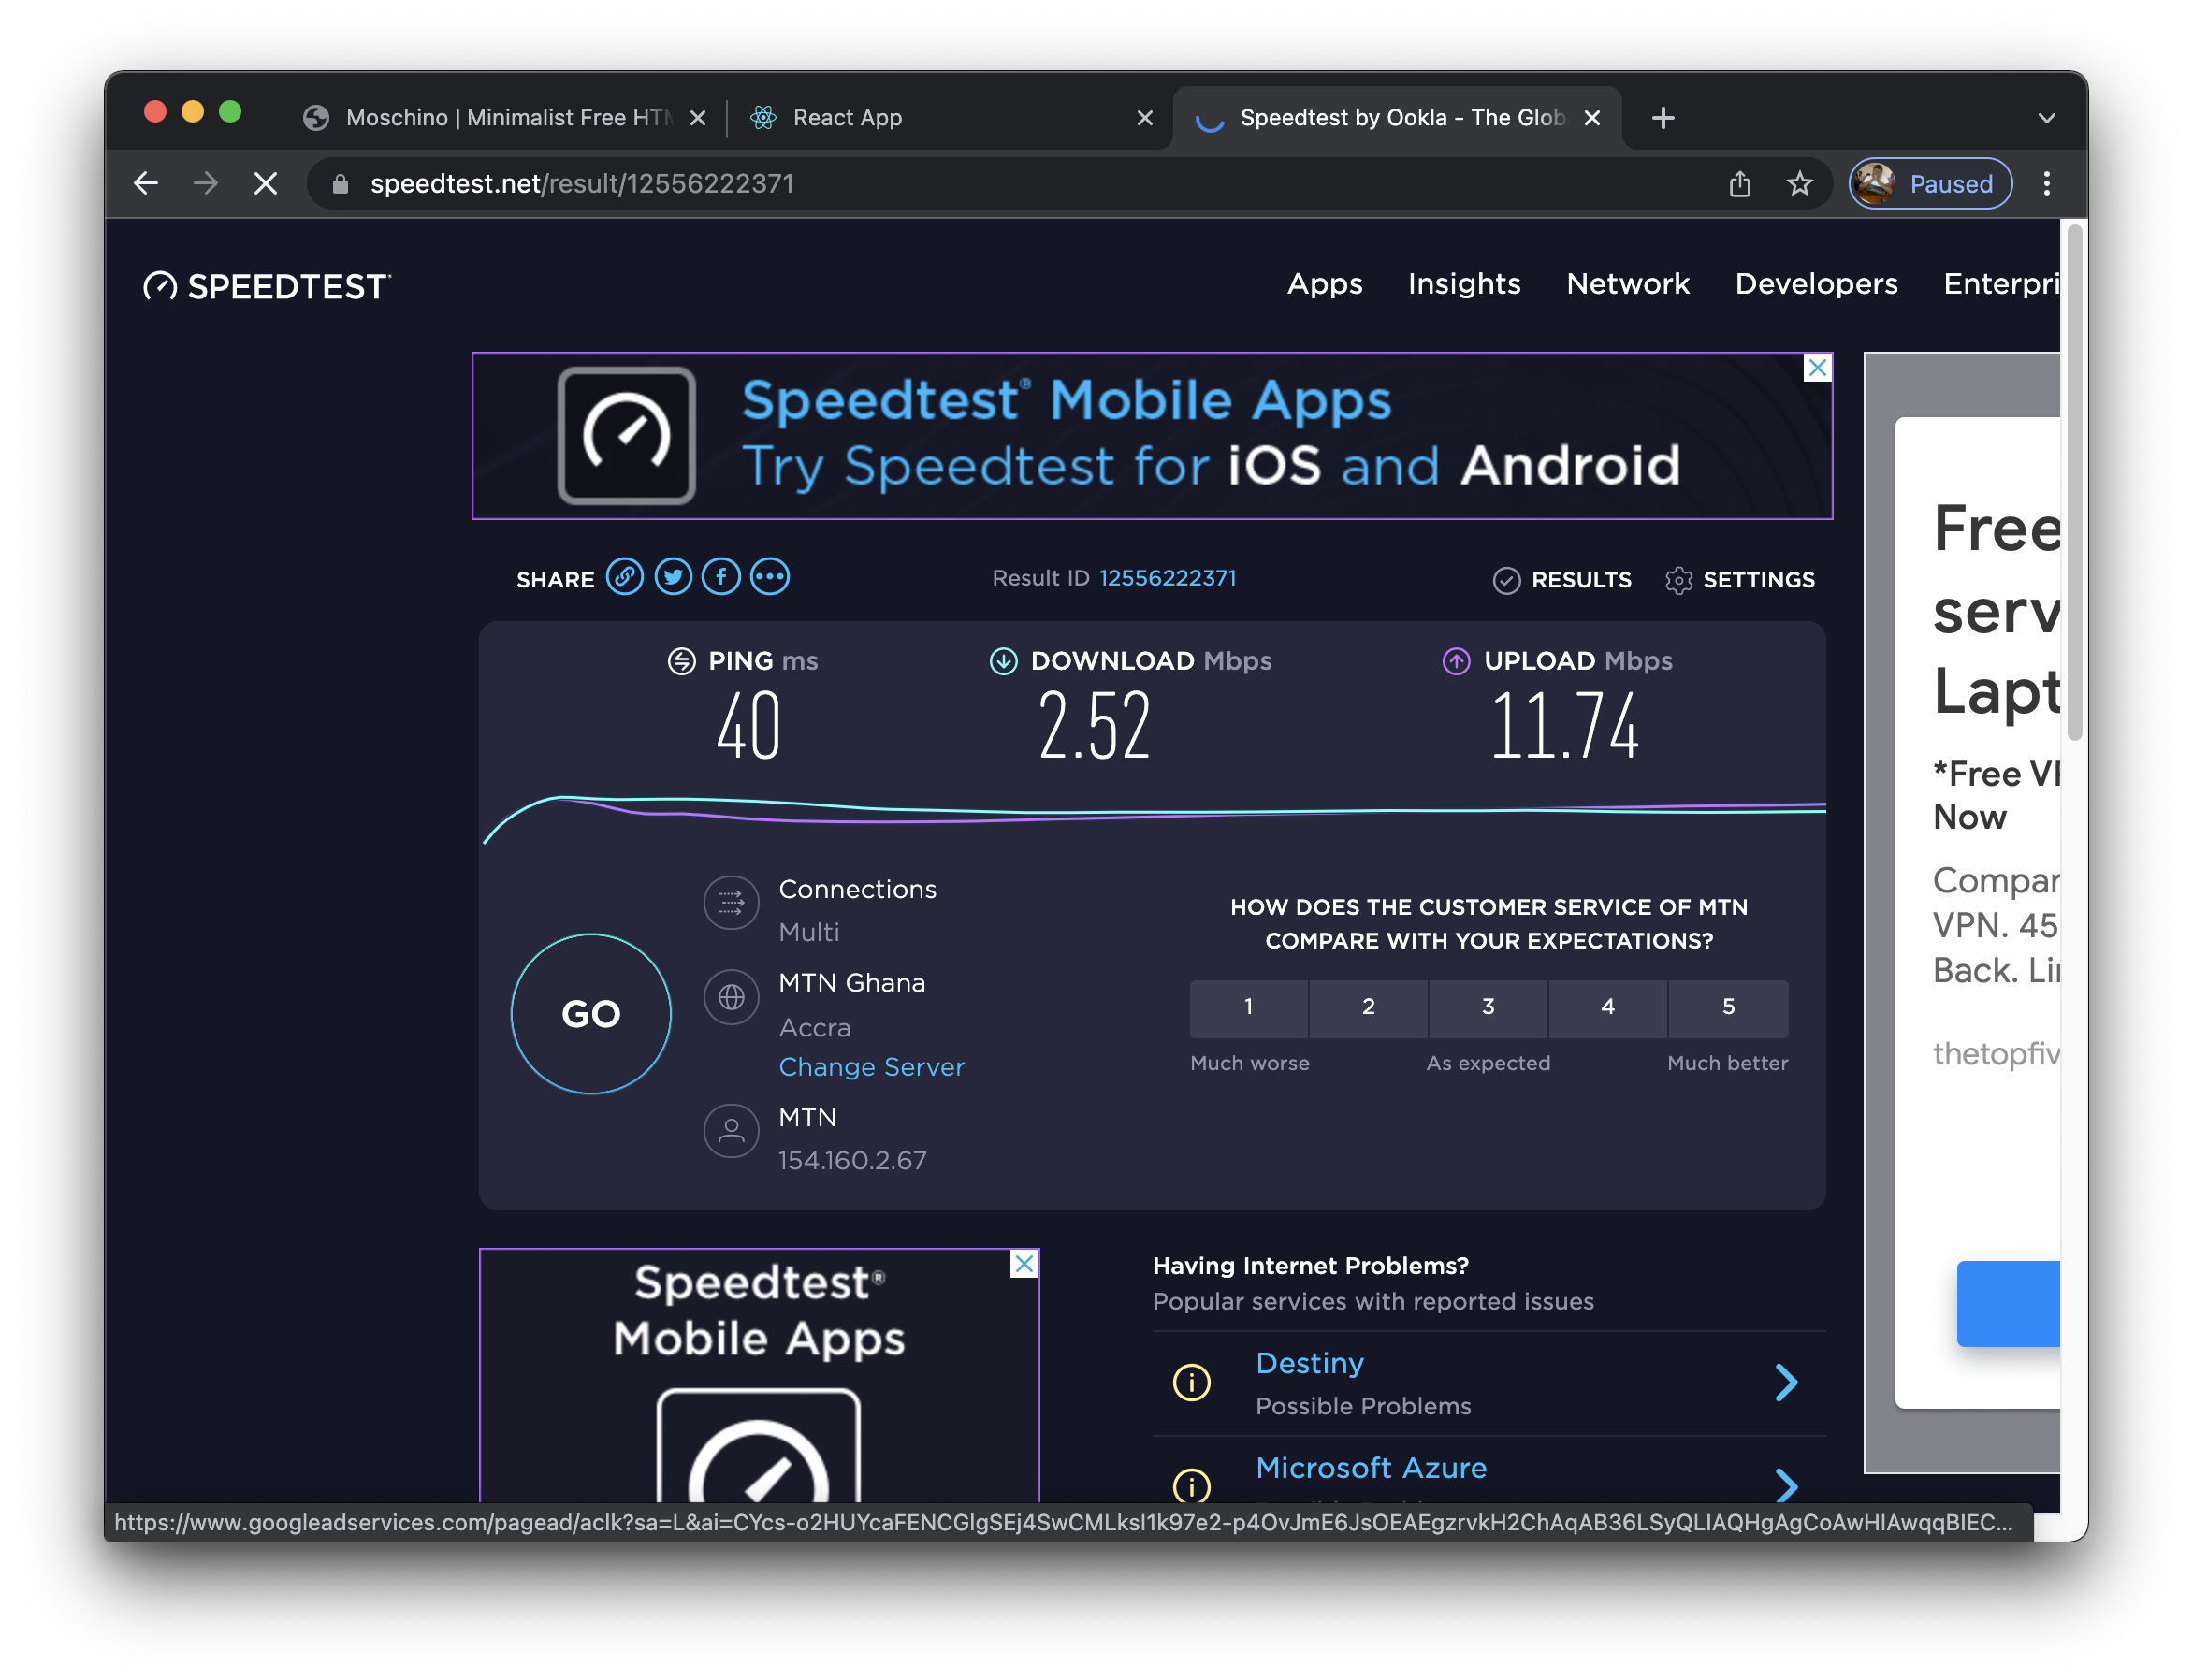 Moschino | Minimalist Free HTM
React App
Speedtest by Ookla - The Glob
speedtest.net/result/12556222371
Paused
SPEEDTEST
Apps Insights Network Developers Enterpri
Speedtest® Mobile Apps
Try Speedtest for iOS and Android
SHARE
Result ID 12556222371
RESULTS
SETTINGS
PING ms
40
DOWNLOAD Mbps
2.52
UPLOAD Mbps
11.74
GO
Connections
Multi
MTN Ghana
Accra
Change Server
MTN
154.160.2.67
HOW DOES THE CUSTOMER SERVICE OF MTN
COMPARE WITH YOUR EXPECTATIONS?
1 2 3 4 5
Much worse As expected Much better
Free
serv
Lapt
*Free VP
Now
Compar
VPN. 45
Back. Lin
thetopfiv
Speedtest®
Mobile Apps
Having Internet Problems?
Popular services with reported issues
Destiny
Possible Problems
Microsoft Azure
https://www.googleadservices.com/pagead/aclk?sa=L&ai=CYcs-o2HUYcaFENCGlgSEj4SwCMLksI1k97e2-p4OvJmE6JsOEAEgzrvkH2ChAqAB36LSyQLIAQHgAgCoAwHIAwqqBIEC...